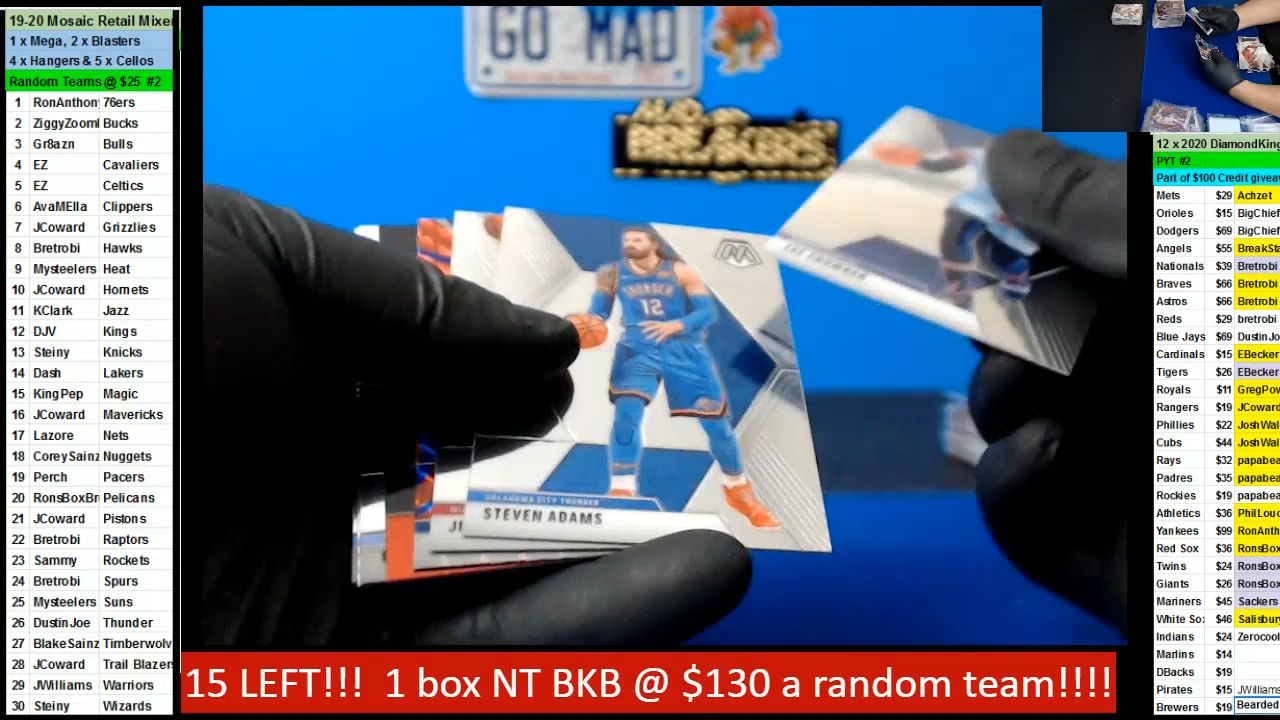 19-20 Mosaic Retail Mixer
1 x Mega, 2 x Blasters
4 x Hangers & 5 x Cellos
Random Teams @ $25 #2
1 RonAnthony 76ers
2 ZiggyZoom Bucks
3 Gr8azn Bulls
4 EZ Cavaliers
5 EZ Celtics
6 AvaMElla Clippers
7 JCoward Grizzlies
8 Bretrobi Hawks
9 Mysteelers Heat
10 JCoward Hornets
11 KClark Jazz
12 DJV Kings
13 Steiny Knicks
14 Dash Lakers
15 KingPep Magic
16 JCoward Mavericks
17 Lazore Nets
18 CoreySainz Nuggets
19 Perch Pacers
20 RonsBoxBr Pelicans
21 JCoward Pistons
22 Bretrobi Raptors
23 Sammy Rockets
24 Bretrobi Spurs
25 Mysteelers Suns
26 DustinJoe Thunder
27 BlakeSainz Timberwolv
28 JCoward Trail Blazers
29 JWilliams Warriors
30 Steiny Wizards
GO MAD
MAD
BREAKERS
THUNDER
12
OKLAHOMA CITY THUNDER
STEVEN ADAMS
15 LEFT!!! 1 box NT BKB @ $130 a random team!!!!
12 x 2020 DiamondKing
PYT #2
Part of $100 Credit giveaw
Mets $29 Achzet
Orioles $15 BigChief
Dodgers $69 BigChief
Angels $55 BreakSta
Nationals $39 Bretrobi
Braves $66 Bretrobi
Astros $66 Bretrobi
Reds $29 bretrobi
Blue Jays $69 DustinJo
Cardinals $15 EBecker
Tigers $26 EBecker
Royals $11 GregPow
Rangers $19 JCoward
Phillies $22 JoshWal
Cubs $44 JoshWal
Rays $32 papabea
Padres $35 papabea
Rockies $19 papabea
Athletics $36 PhilLouc
Yankees $99 RonAnth
Red Sox $36 RonsBox
Twins $24 RonsBox
Giants $26 RonsBox
Mariners $45 Sackers
White Sox $46 Salisbury
Indians $24 Zerocool
Marlins $14
DBacks $19
Pirates $15 JWilliams
Brewers $19 Bearded